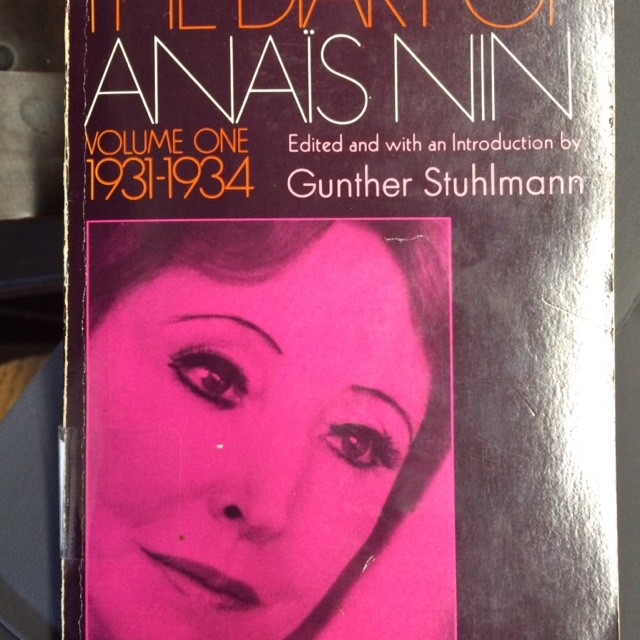 THE DIARY OF
ANAÏS NIN
VOLUME ONE
1931-1934
Edited and with an Introduction by
Gunther Stuhlmann